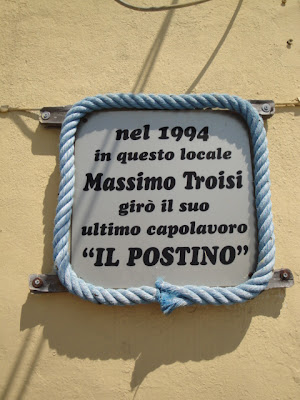 nel 1994
in questo locale
Massimo Troisi
girò il suo
ultimo capolavoro
“IL POSTINO”